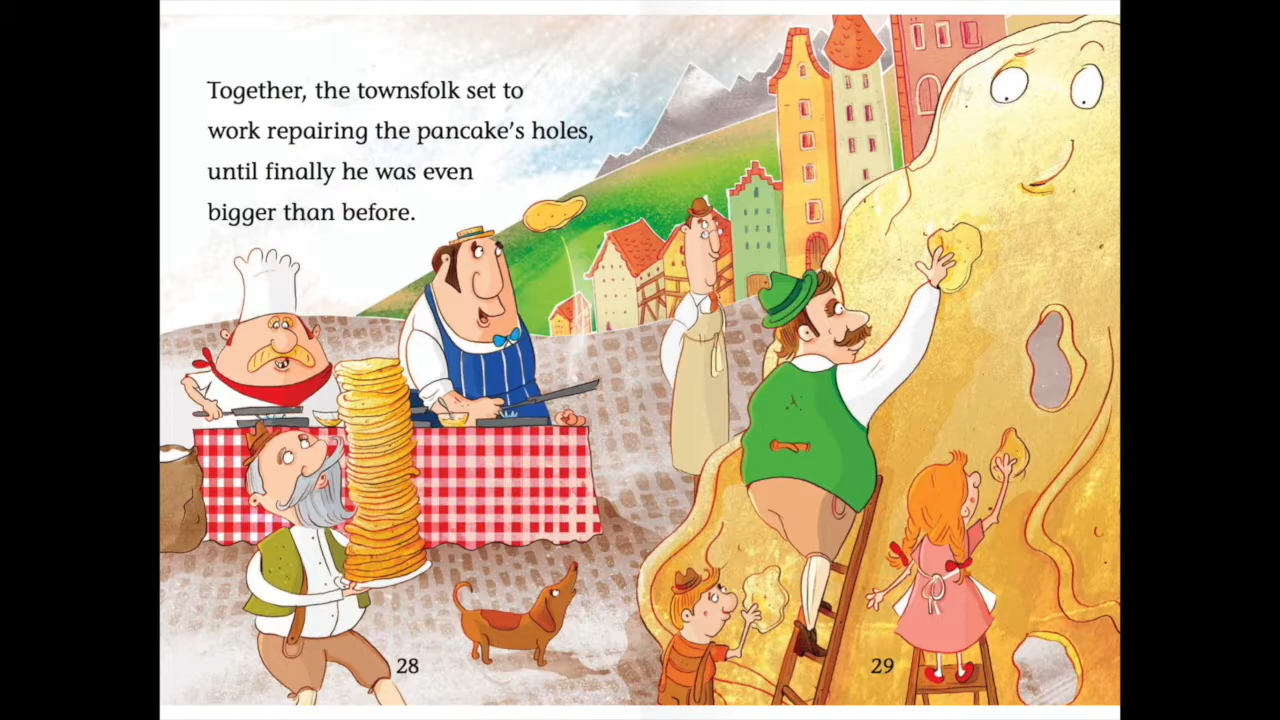 Together, the townsfolk set to
work repairing the pancake’s holes,
until finally he was even
bigger than before.
28
29